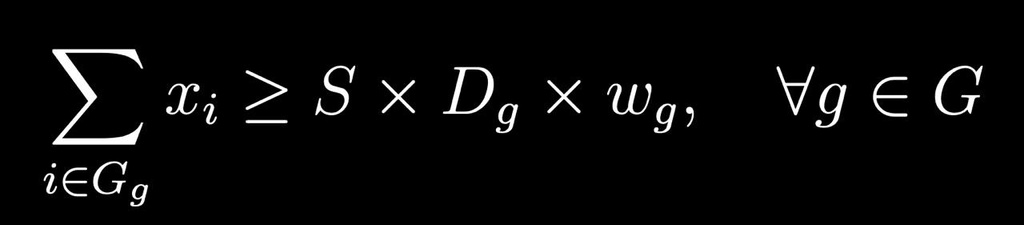 ∑_{i∈G_g} x_i ≥ S × D_g × w_g, ∀g ∈ G